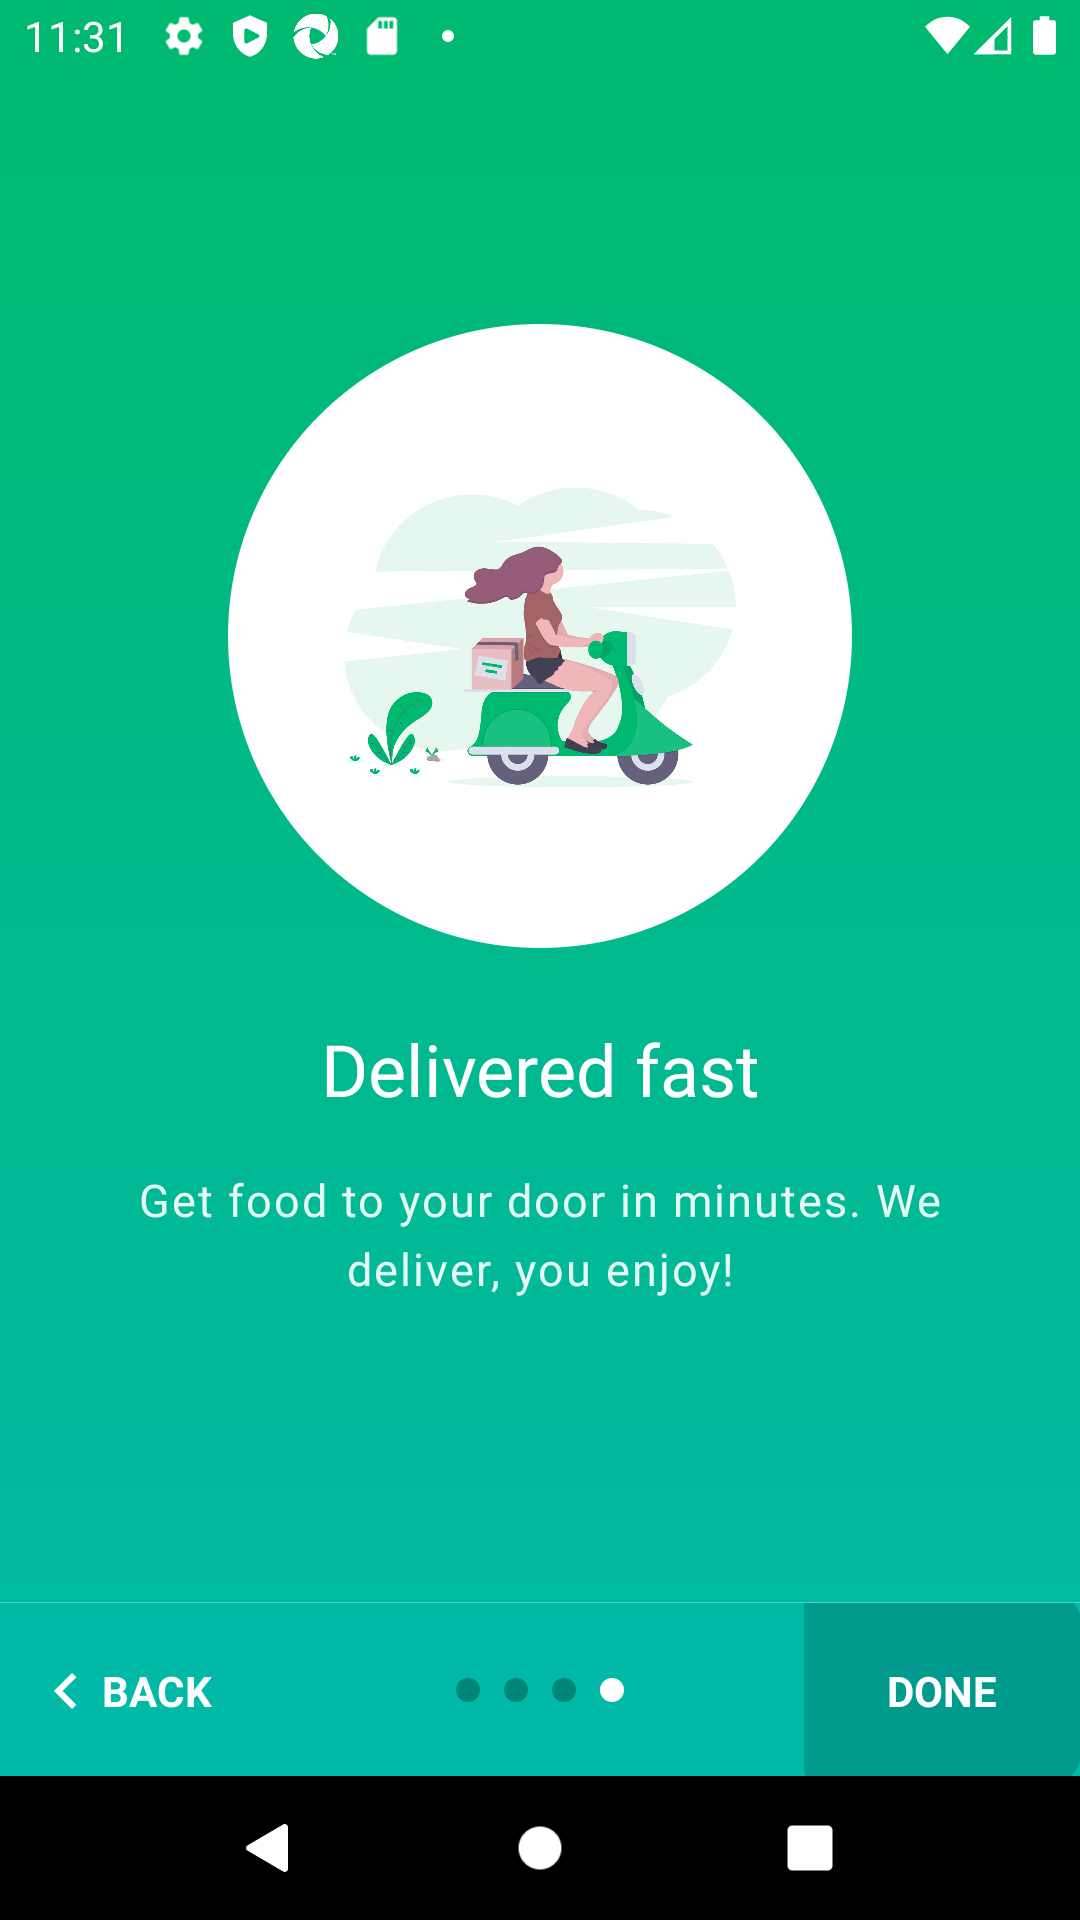 11:31
Delivered fast
Get food to your door in minutes. We
deliver, you enjoy!
BACK
DONE